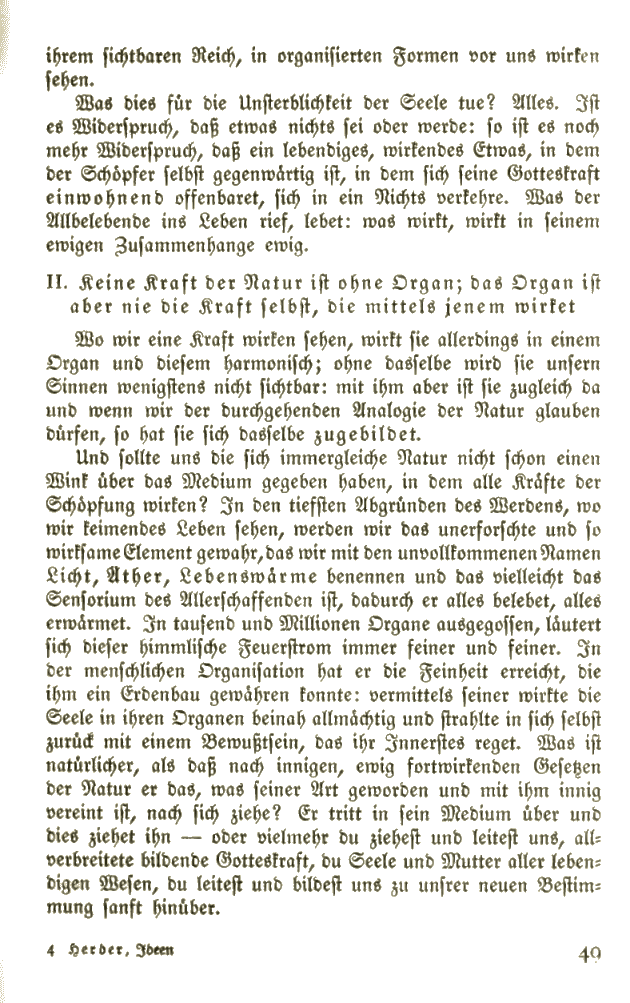 ihrem sichtbaren Reich, in organisierten Formen vor uns wirken
sehen.
Was dies für die Unsterblichkeit der Seele tue? Alles. Ist
es Widerspruch, daß etwas nichts sei oder werde: so ist es noch
mehr Widerspruch, daß ein lebendiges, wirkendes Etwas, in dem
der Schöpfer selbst gegenwärtig ist, in dem sich seine Gotteskraft
einwohnend offenbaret, sich in ein Nichts verkehre. Was der
Allbelebende ins Leben rief, lebet: was wirkt, wirkt in seinem
ewigen Zusammenhange ewig.
II. Keine Kraft der Natur ist ohne Organ; das Organ ist
aber nie die Kraft selbst, die mittels jenem wirket
Wo wir eine Kraft wirken sehen, wirkt sie allerdings in einem
Organ und diesem harmonisch; ohne dasselbe wird sie unsern
Sinnen wenigstens nicht sichtbar: mit ihm aber ist sie zugleich da
und wenn wir der durchgehenden Analogie der Natur glauben
dürfen, so hat sie sich dasselbe zugebildet.
Und sollte uns die sich immergleiche Natur nicht schon einen
Wink über das Medium gegeben haben, in dem alle Kräfte der
Schöpfung wirken? In den tiefsten Abgründen des Werdens, wo
wir keimendes Leben sehen, werden wir das unerforschte und so
wirksame Element gewahr, das wir mit den unvollkommenen Namen
Licht, Äther, Lebenswärme benennen und das vielleicht das
Sensorium des Allerschaffenden ist, dadurch er alles belebet, alles
erwärmet. In tausend und Millionen Organe ausgegossen, läutert
sich dieser himmlische Feuerstrom immer feiner und feiner. In
der menschlichen Organisation hat er die Feinheit erreicht, die
ihm ein Erdenbau gewähren konnte: vermittels seiner wirkte die
Seele in ihren Organen beinah allmächtig und strahlte in sich selbst
zurück mit einem Bewußtsein, das ihr Innerstes reget. Was ist
natürlicher, als daß nach innigen, ewig fortwirkenden Gesetzen
der Natur er das, was seiner Art geworden und mit ihm innig
vereint ist, nach sich ziehe? Er tritt in sein Medium über und
dies ziehet ihn — oder vielmehr du ziehest und leitest uns, all-
verbreitete bildende Gotteskraft, du Seele und Mutter aller leben-
digen Wesen, du leitest und bildest uns zu unsrer neuen Bestim-
mung sanft hinüber.
4 Herder, Ideen
49